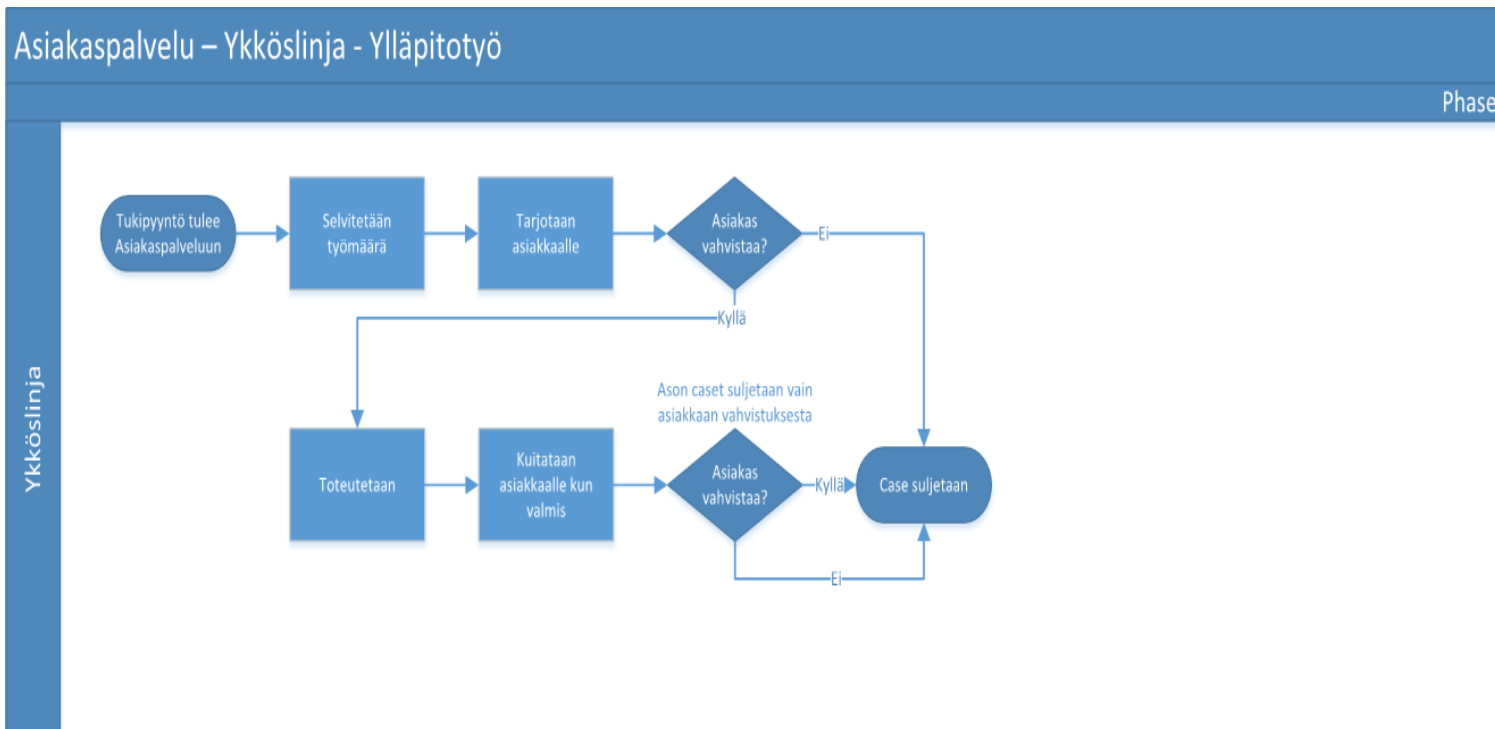 Asiakaspalvelu – Ykköslinja - Ylläpitotyö
Phase
Ykköslinja
Tukipyyntö tulee
Asiakaspalveluun
Selvitetään
työmäärä
Tarjotaan
asiakkaalle
Asiakas
vahvistaa?
Ei
Kyllä
Ason caset suljetaan vain
asiakkaan vahvistuksesta
Toteutetaan
Kuitataan
asiakkaalle kun
valmis
Asiakas
vahvistaa?
Kyllä
Case suljetaan
Ei